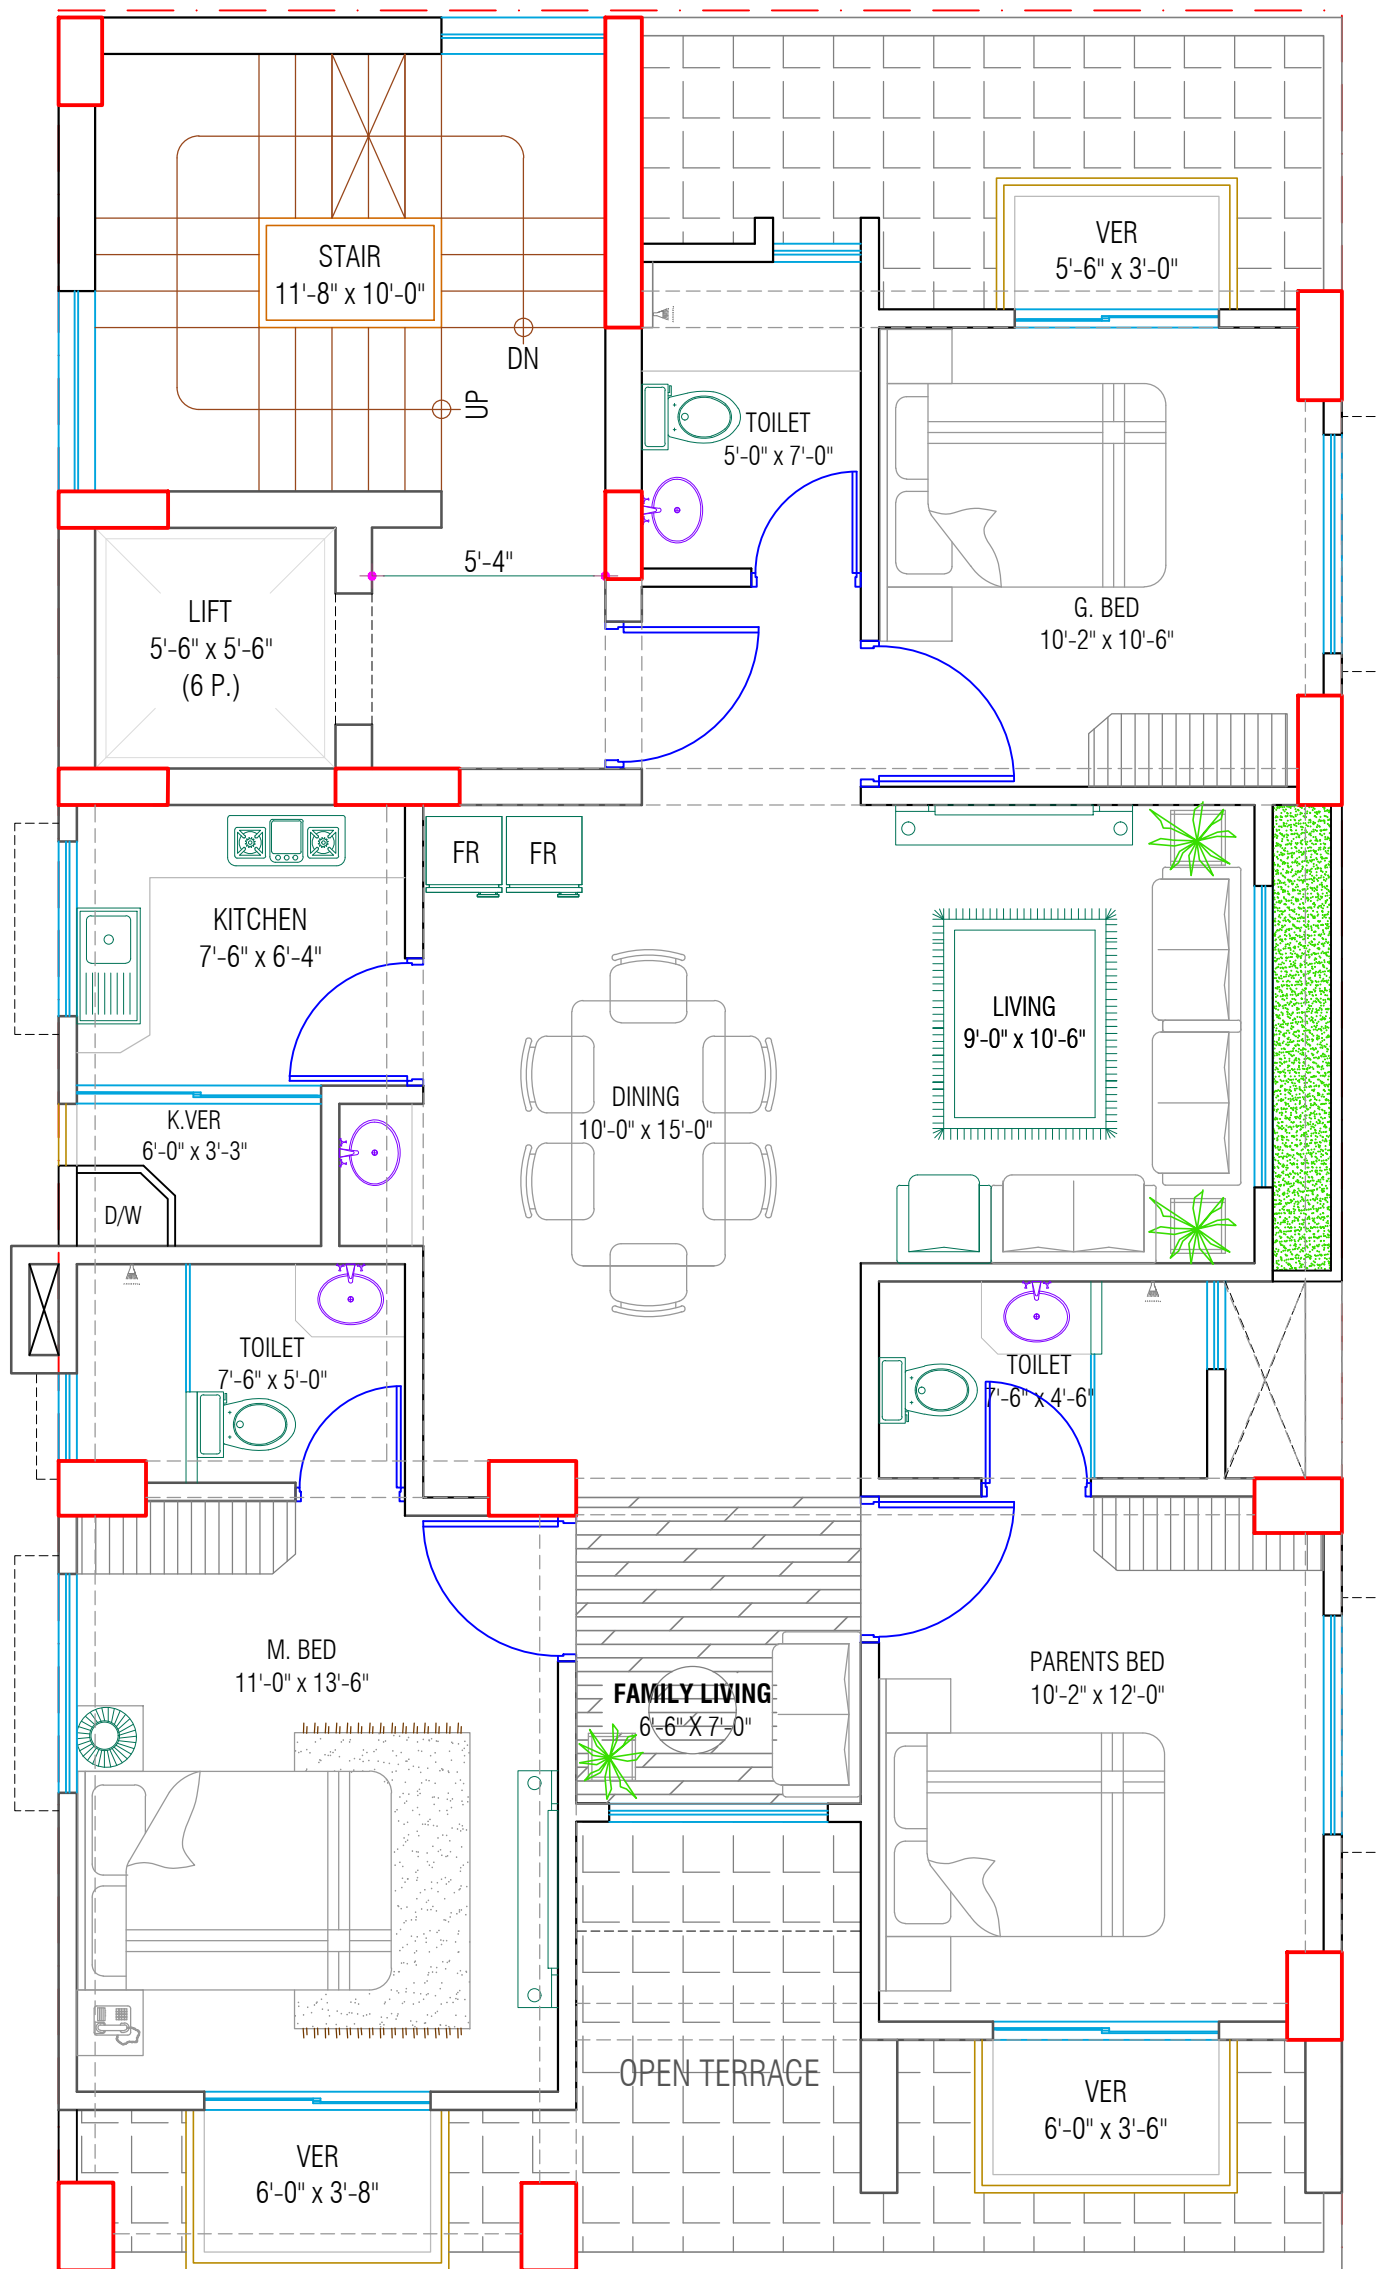 STAIR
11'-8" x 10'-0"
DN
UP
VER
5'-6" x 3'-0"
TOILET
5'-0" x 7'-0"
5'-4"
LIFT
5'-6" x 5'-6"
(6 P.)
G. BED
10'-2" x 10'-6"
FR
FR
KITCHEN
7'-6" x 6'-4"
LIVING
9'-0" x 10'-6"
DINING
10'-0" x 15'-0"
K.VER
6'-0" x 3'-3"
D/W
TOILET
7'-6" x 5'-0"
TOILET
7'-6" x 4'-6"
M. BED
11'-0" x 13'-6"
FAMILY LIVING
6'-6" X 7'-0"
PARENTS BED
10'-2" x 12'-0"
OPEN TERRACE
VER
6'-0" x 3'-6"
VER
6'-0" x 3'-8"